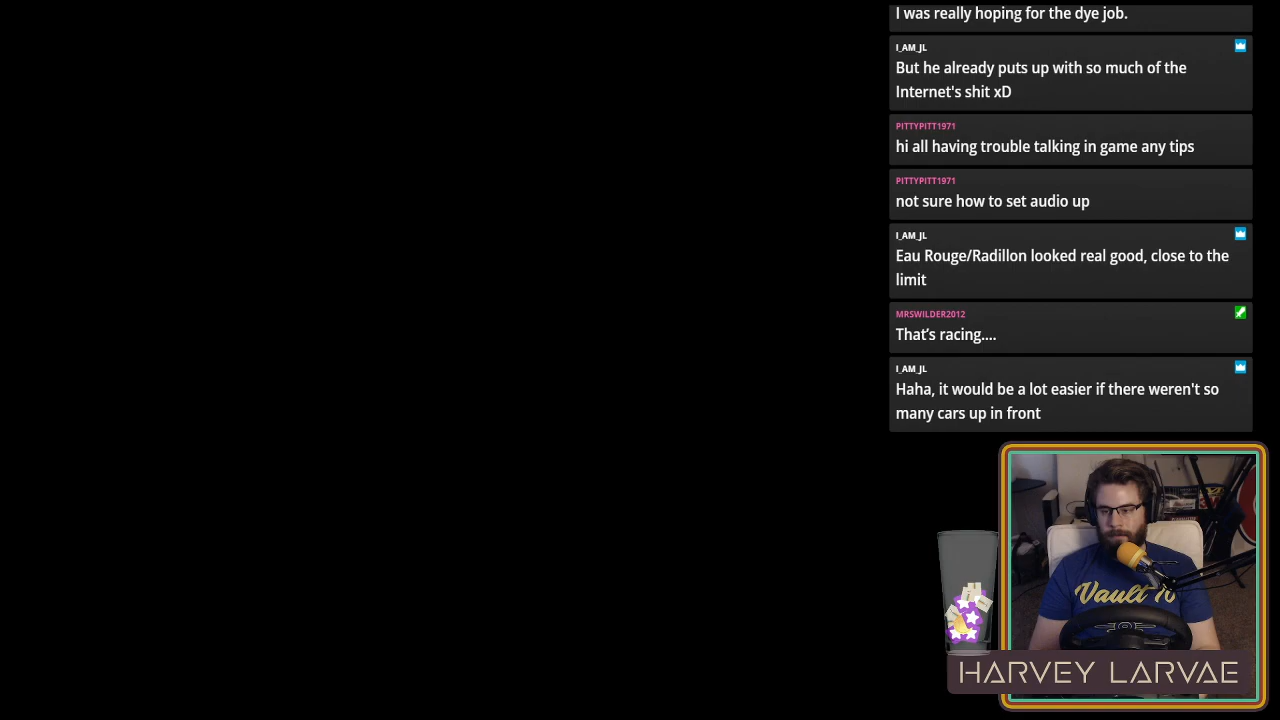 I was really hoping for the dye job.
I_AM_JL
But he already puts up with so much of the
Internet's shit xD
PITTYPITT1971
hi all having trouble talking in game any tips
PITTYPITT1971
not sure how to set audio up
I_AM_JL
Eau Rouge/Radillon looked real good, close to the
limit
MRSWILDER2012
That’s racing....
I_AM_JL
Haha, it would be a lot easier if there weren't so
many cars up in front
Vault
HARVEY LARVAE